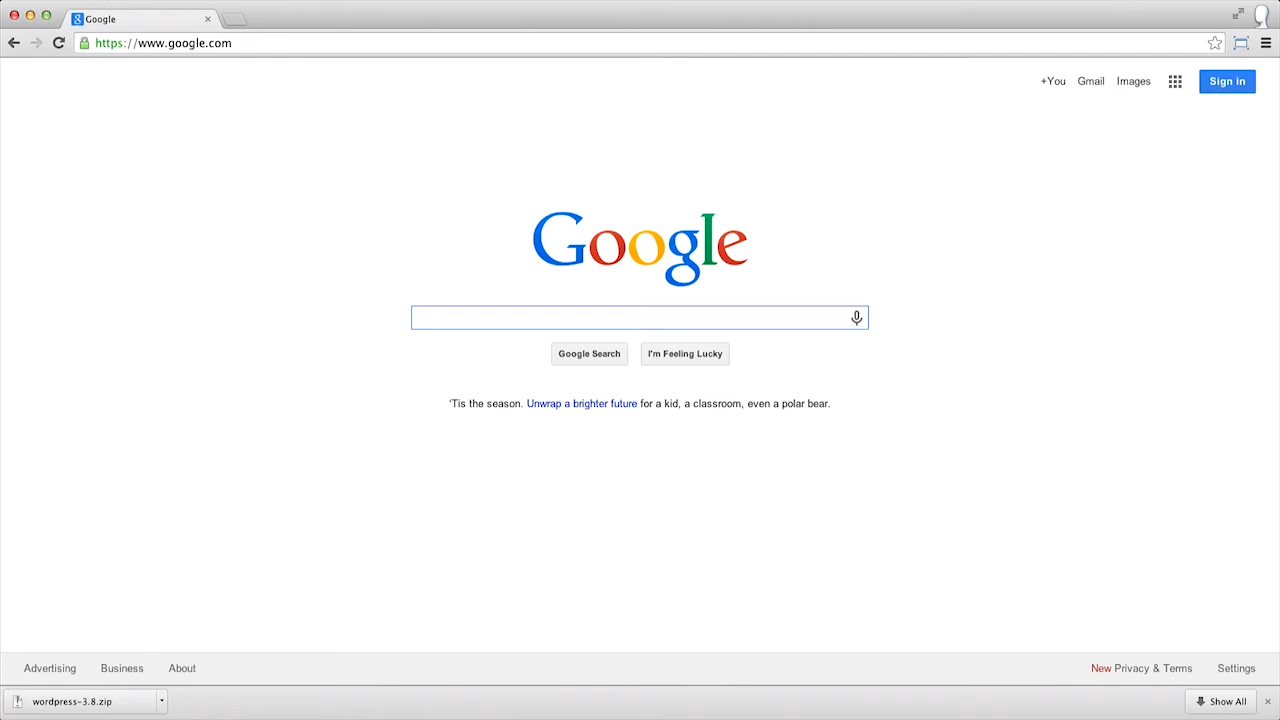 Google
https://www.google.com
+You Gmail Images Sign in
Google
Google Search I'm Feeling Lucky
'Tis the season. Unwrap a brighter future for a kid, a classroom, even a polar bear.
Advertising Business About New Privacy & Terms Settings
wordpress-3.8.zip Show All